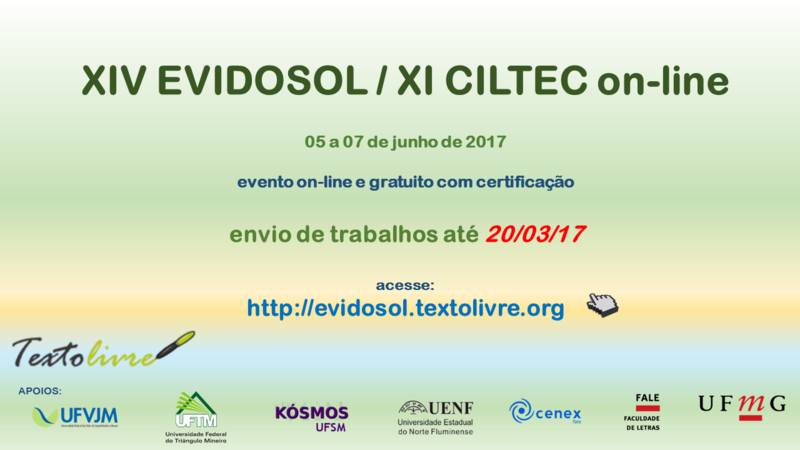 XIV EVIDOSOL / XI CILTEC on-line
05 a 07 de junho de 2017
evento on-line e gratuito com certificação
envio de trabalhos até 20/03/17
acesse:
http://evidosol.textolivre.org
Textolivre
APOIOS:
UFVJM
UFTM
Universidade Federal
do Triângulo Mineiro
KÓSMOS
UFSM
UENF
Universidade Estadual
do Norte Fluminense
cenex
fale
FALE
FACULDADE
DE LETRAS
UFmG